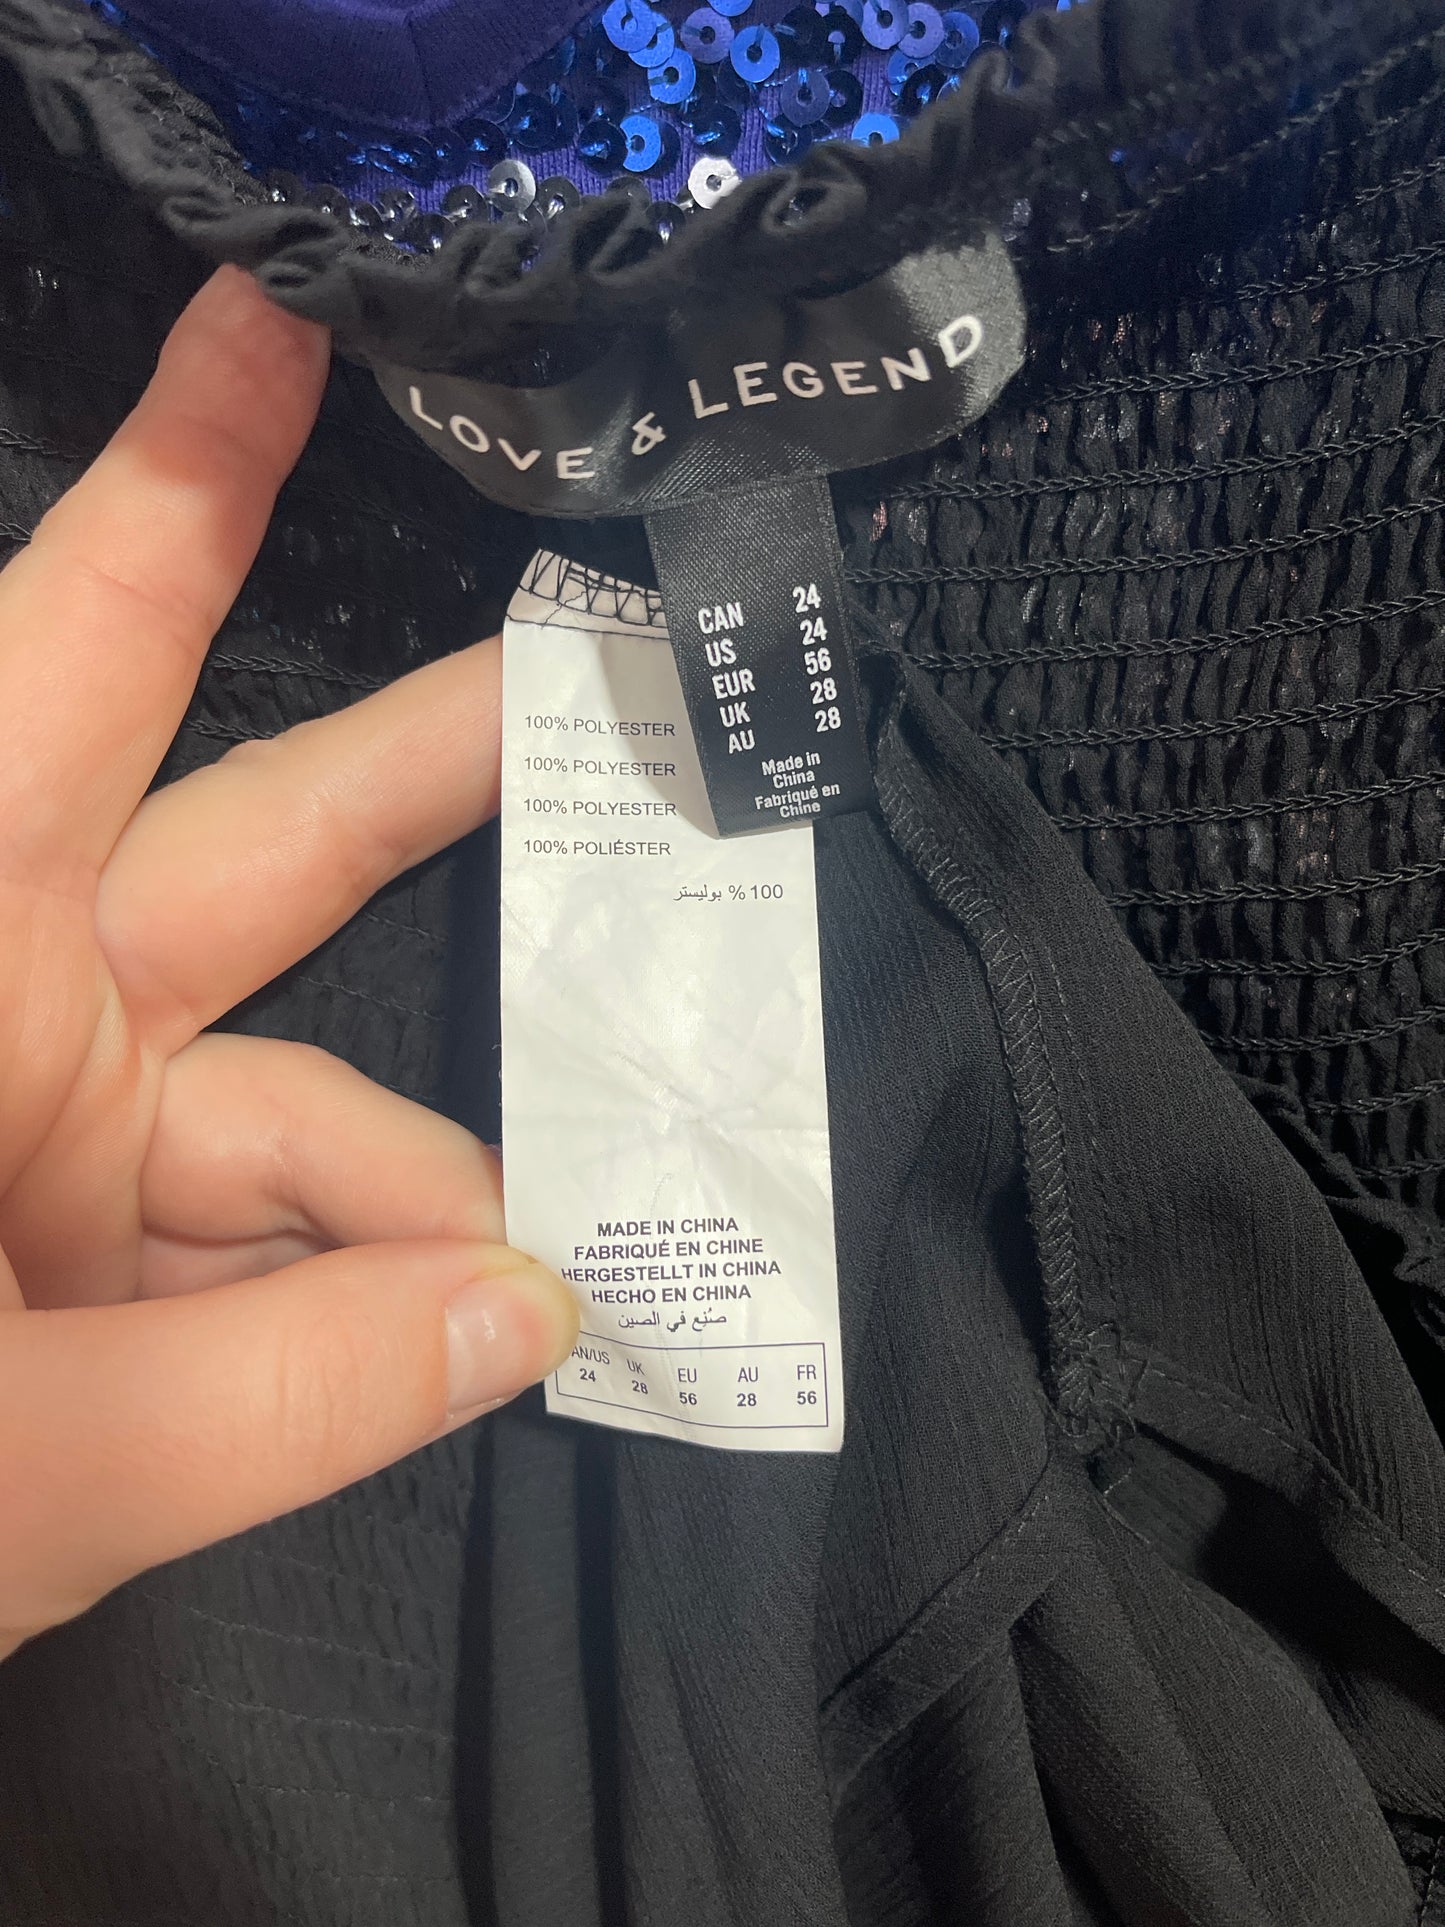 LOVE & LEGEND
CAN 24
US 24
EUR 56
UK 28
AU 28
Made in
China
Fabriqué en
Chine
100% POLYESTER
100% POLYESTER
100% POLYESTER
100% POLIÉSTER
100 % بوليستر
MADE IN CHINA
FABRIQUÉ EN CHINE
HERGESTELLT IN CHINA
HECHO EN CHINA
صُنِع في الصين
AN/US UK EU AU FR
24 28 56 28 56